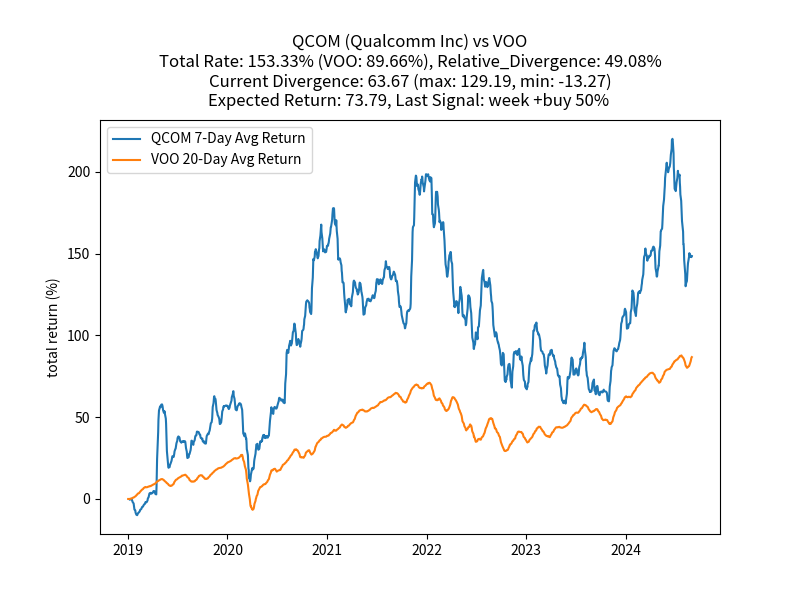 QCOM (Qualcomm Inc) vs VOO
Total Rate: 153.33% (VOO: 89.66%), Relative_Divergence: 49.08%
Current Divergence: 63.67 (max: 129.19, min: -13.27)
Expected Return: 73.79, Last Signal: week +buy 50%
QCOM 7-Day Avg Return
VOO 20-Day Avg Return
total return (%)
200
150
100
50
0
2019
2020
2021
2022
2023
2024